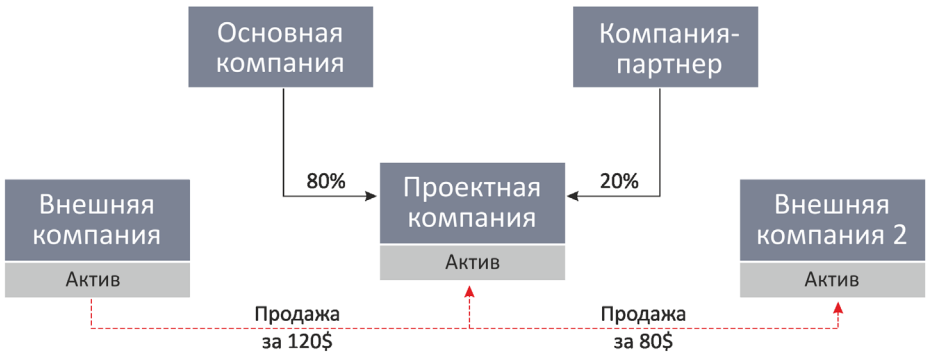 Основная
компания
Компания-
партнер
80%
20%
Проектная
компания
Актив
Внешняя
компания
Актив
Внешняя
компания 2
Актив
Продажа
за 120$
Продажа
за 80$